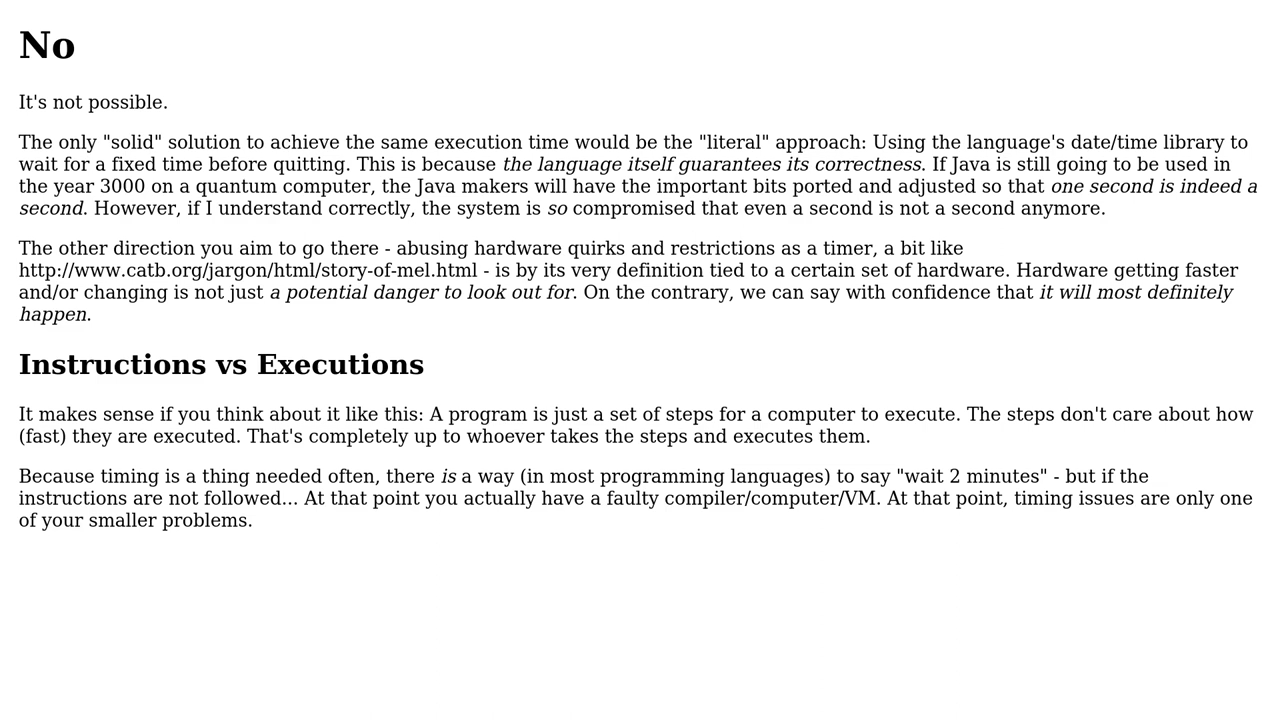 No
It's not possible.
The only "solid" solution to achieve the same execution time would be the "literal" approach: Using the language's date/time library to
wait for a fixed time before quitting. This is because the language itself guarantees its correctness. If Java is still going to be used in
the year 3000 on a quantum computer, the Java makers will have the important bits ported and adjusted so that one second is indeed a
second. However, if I understand correctly, the system is so compromised that even a second is not a second anymore.
The other direction you aim to go there - abusing hardware quirks and restrictions as a timer, a bit like
http://www.catb.org/jargon/html/story-of-mel.html - is by its very definition tied to a certain set of hardware. Hardware getting faster
and/or changing is not just a potential danger to look out for. On the contrary, we can say with confidence that it will most definitely
happen.
Instructions vs Executions
It makes sense if you think about it like this: A program is just a set of steps for a computer to execute. The steps don't care about how
(fast) they are executed. That's completely up to whoever takes the steps and executes them.
Because timing is a thing needed often, there is a way (in most programming languages) to say "wait 2 minutes" - but if the
instructions are not followed... At that point you actually have a faulty compiler/computer/VM. At that point, timing issues are only one
of your smaller problems.